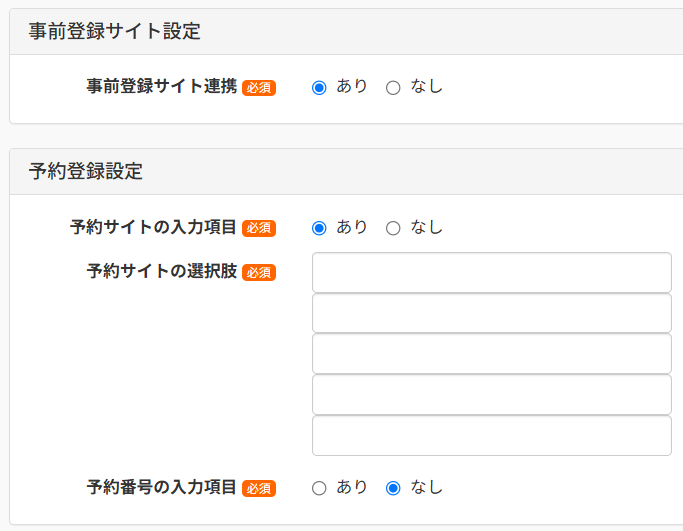 事前登録サイト設定
事前登録サイト連携 必須 あり なし
予約登録設定
予約サイトの入力項目 必須 あり なし
予約サイトの選択肢 必須
予約番号の入力項目 必須 あり なし